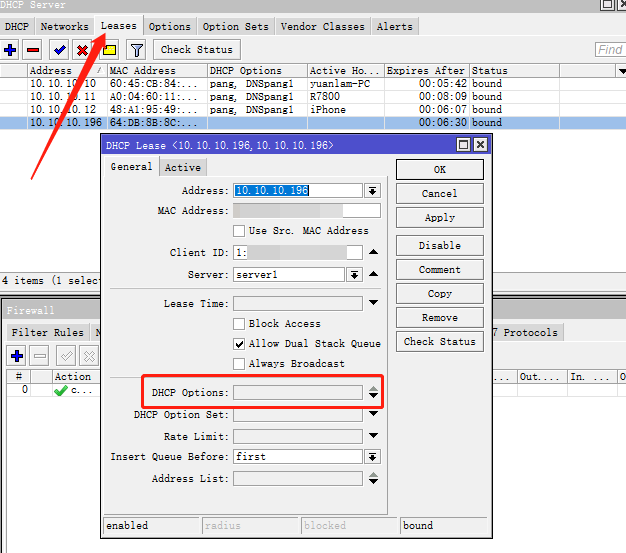 DHCP Server
DHCP Networks Leases Options Option Sets Vendor Classes Alerts
Check Status Find
Address MAC Address DHCP Options Active Ho... Expires After Status
10.10.10.10 60:45:CB:84:... pang, DNSpang1 yuanlam-PC 00:05:42 bound
10.10.10.11 A0:04:60:11:... pang, DNSpang1 R7800 00:08:09 bound
10.10.10.12 48:A1:95:49:... pang, DNSpang1 iPhone 00:06:07 bound
10.10.10.196 64:DB:8B:8C:... 00:06:30 bound
DHCP Lease <10.10.10.196,10.10.10.196>
General Active
Address: 10.10.10.196
MAC Address:
Use Src. MAC Address
Client ID: 1:
Server: server1
Lease Time:
Block Access
Allow Dual Stack Queue
Always Broadcast
DHCP Options:
DHCP Option Set:
Rate Limit:
Insert Queue Before: first
Address List:
enabled radius blocked bound
OK
Cancel
Apply
Disable
Comment
Copy
Remove
Check Status
4 items (1 selec
Firewall
Filter Rules N 7 Protocols
# Action ... Out.... In. ... O
0 c...